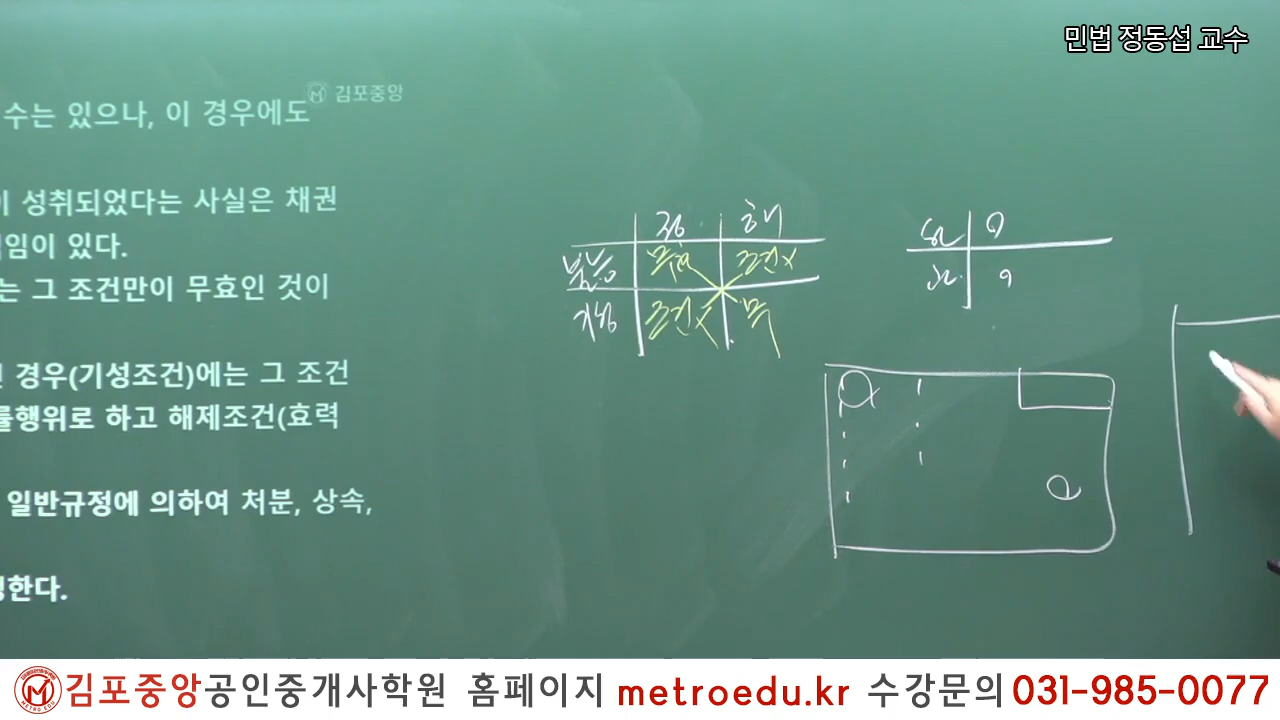 민법 정동섭 교수
김포중앙
수는 있으나, 이 경우에도
성취되었다는 사실은 채권
임이 있다.
는 그 조건만이 무효인 것이
경우(기성조건)에는 그 조건
률행위로 하고 해제조건(효력
일반규정에 의하여 처분, 상속,
한다.
정 해
불능 무효 조건x
기성 조건x 무
METRO EDU
김포중앙공인중개사학원 홈페이지 metroedu.kr 수강문의 031-985-0077